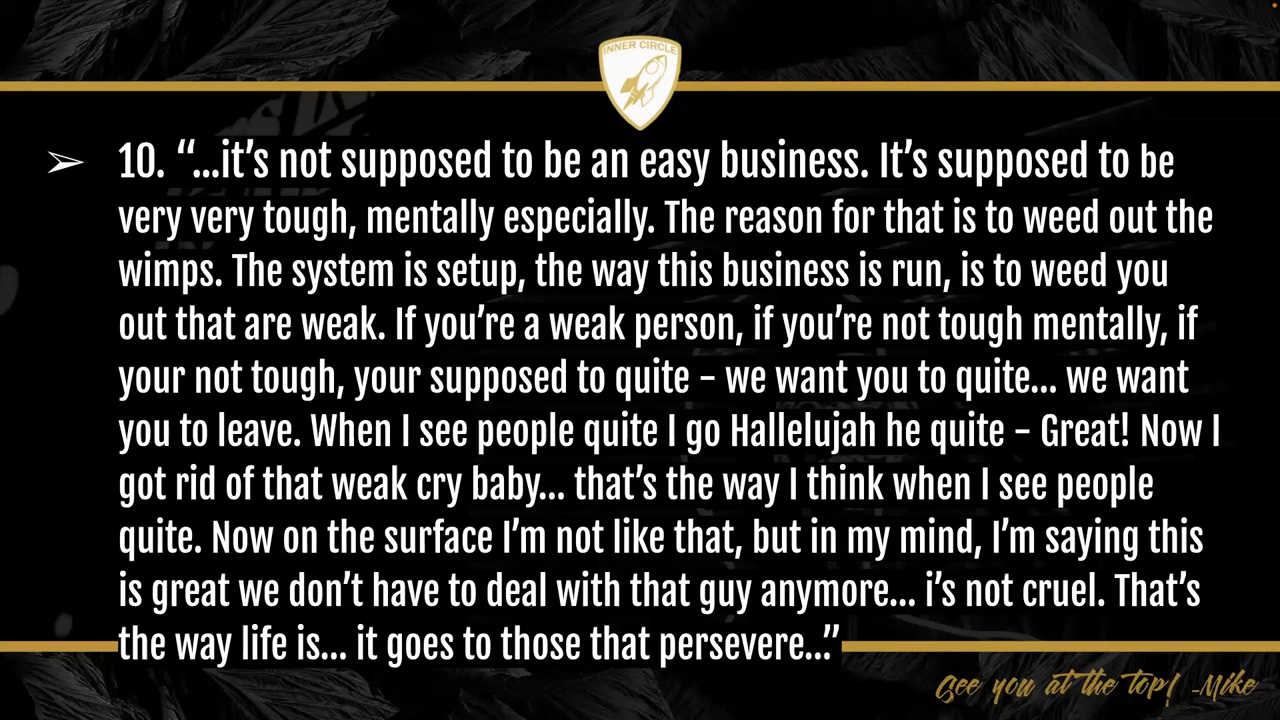 INNER CIRCLE
➢ 10. “...it’s not supposed to be an easy business. It’s supposed to be
very very tough, mentally especially. The reason for that is to weed out the
wimps. The system is setup, the way this business is run, is to weed you
out that are weak. If you’re a weak person, if you’re not tough mentally, if
your not tough, your supposed to quite – we want you to quite... we want
you to leave. When I see people quite I go Hallelujah he quite – Great! Now I
got rid of that weak cry baby... that’s the way I think when I see people
quite. Now on the surface I’m not like that, but in my mind, I’m saying this
is great we don’t have to deal with that guy anymore... i’s not cruel. That’s
the way life is... it goes to those that persevere...”
See you at the top! -Mike